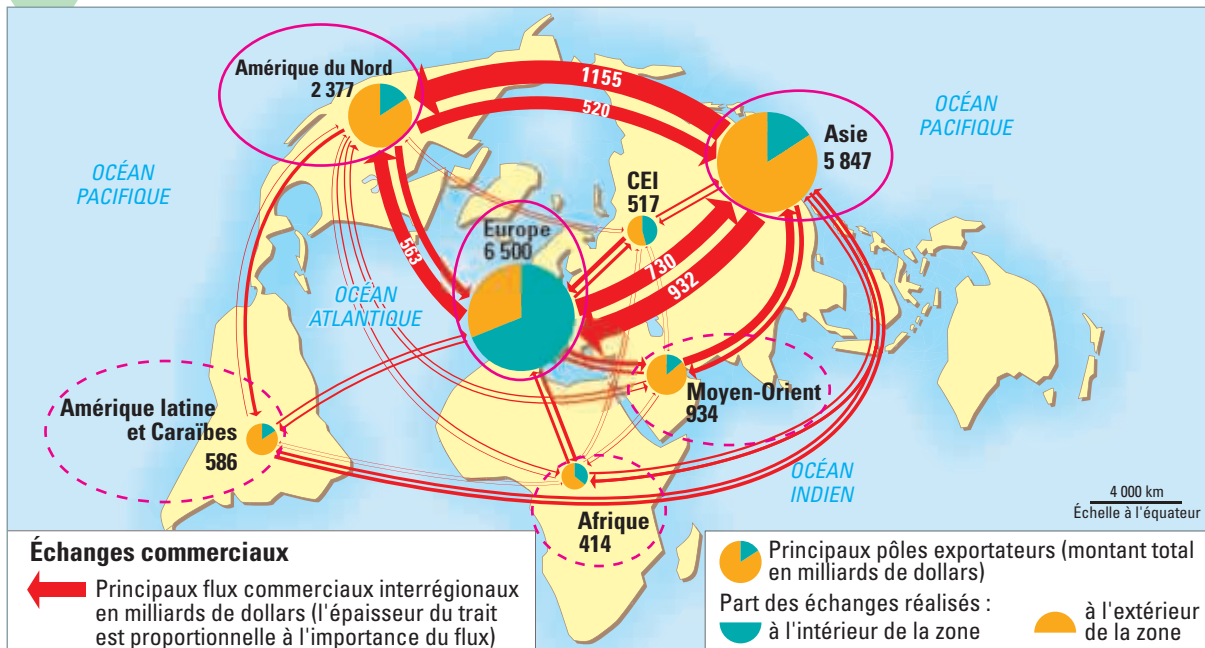 Amérique du Nord
2 377
1155
520
OCÉAN
PACIFIQUE
Asie
5 847
OCÉAN
PACIFIQUE
CEI
517
Europe
6 500
563
730
932
OCÉAN
ATLANTIQUE
Amérique latine
et Caraïbes
586
Moyen-Orient
934
OCÉAN
INDIEN
Afrique
414
4 000 km
Échelle à l'équateur
Échanges commerciaux
Principaux flux commerciaux interrégionaux
en milliards de dollars (l'épaisseur du trait
est proportionnelle à l'importance du flux)
Principaux pôles exportateurs (montant total
en milliards de dollars)
Part des échanges réalisés :
à l'intérieur de la zone
à l'extérieur
de la zone